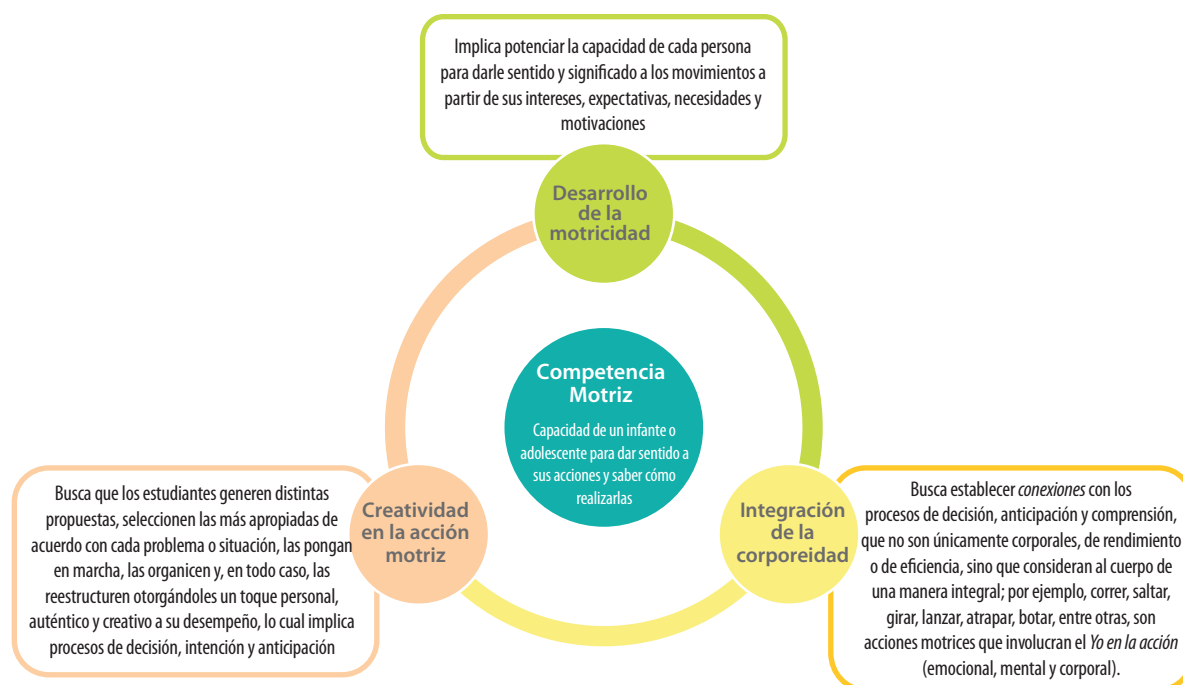 Implica potenciar la capacidad de cada persona
para darle sentido y significado a los movimientos a
partir de sus intereses, expectativas, necesidades y
motivaciones
Desarrollo
de la
motricidad
Competencia
Motriz
Capacidad de un infante o
adolescente para dar sentido a
sus acciones y saber cómo
realizarlas
Busca que los estudiantes generen distintas
propuestas, seleccionen las más apropiadas de
acuerdo con cada problema o situación, las pongan
en marcha, las organicen y, en todo caso, las
reestructuren otorgándoles un toque personal,
auténtico y creativo a su desempeño, lo cual implica
procesos de decisión, intención y anticipación
Creatividad
en la acción
motriz
Integración
de la
corporeidad
Busca establecer conexiones con los
procesos de decisión, anticipación y comprensión,
que no son únicamente corporales, de rendimiento
o de eficiencia, sino que consideran al cuerpo de
una manera integral; por ejemplo, correr, saltar,
girar, lanzar, atrapar, botar, entre otras, son
acciones motrices que involucran el Yo en la acción
(emocional, mental y corporal).